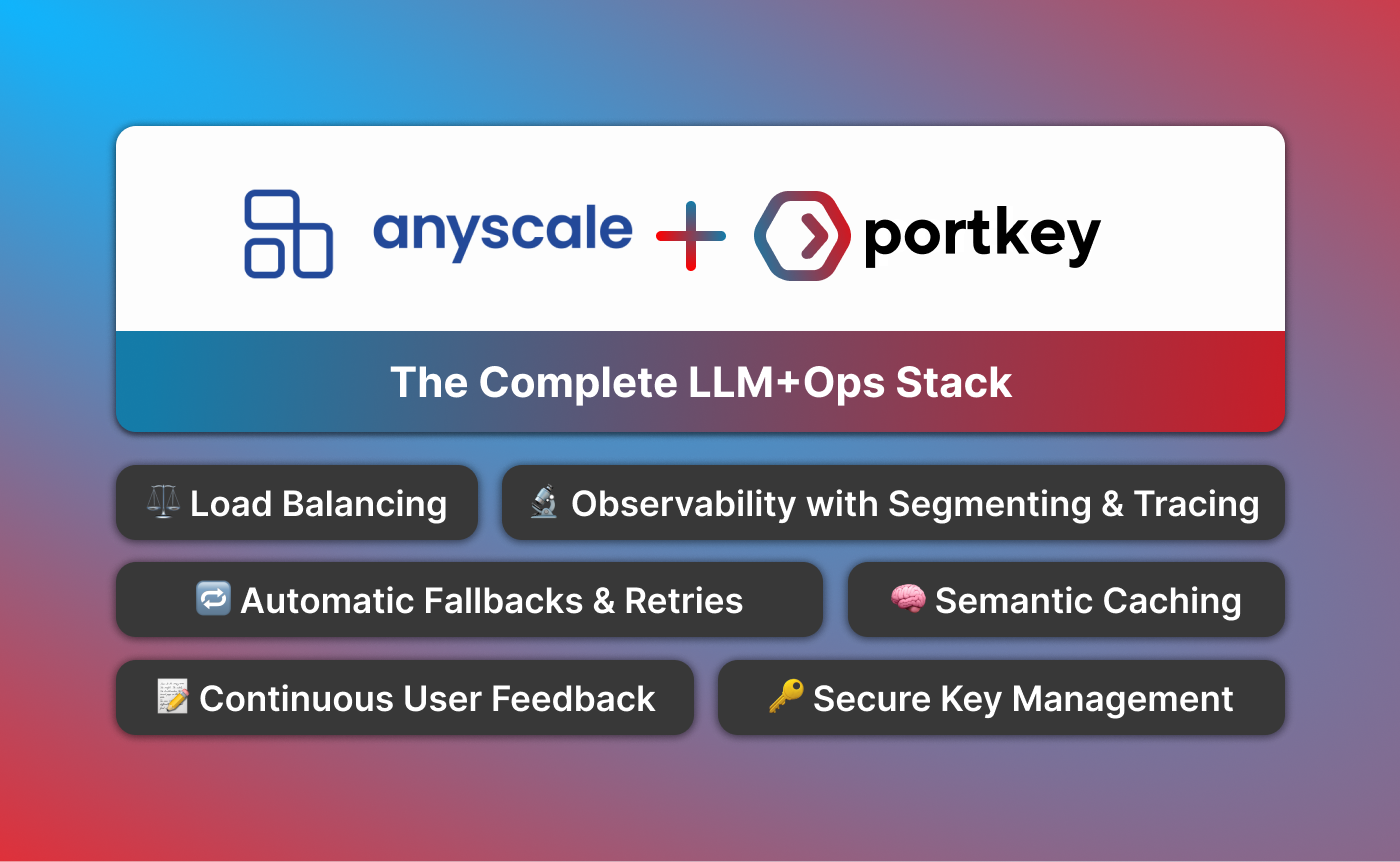 anyscale portkey
The Complete LLM+Ops Stack
Load Balancing
Observability with Segmenting & Tracing
Automatic Fallbacks & Retries
Semantic Caching
Continuous User Feedback
Secure Key Management